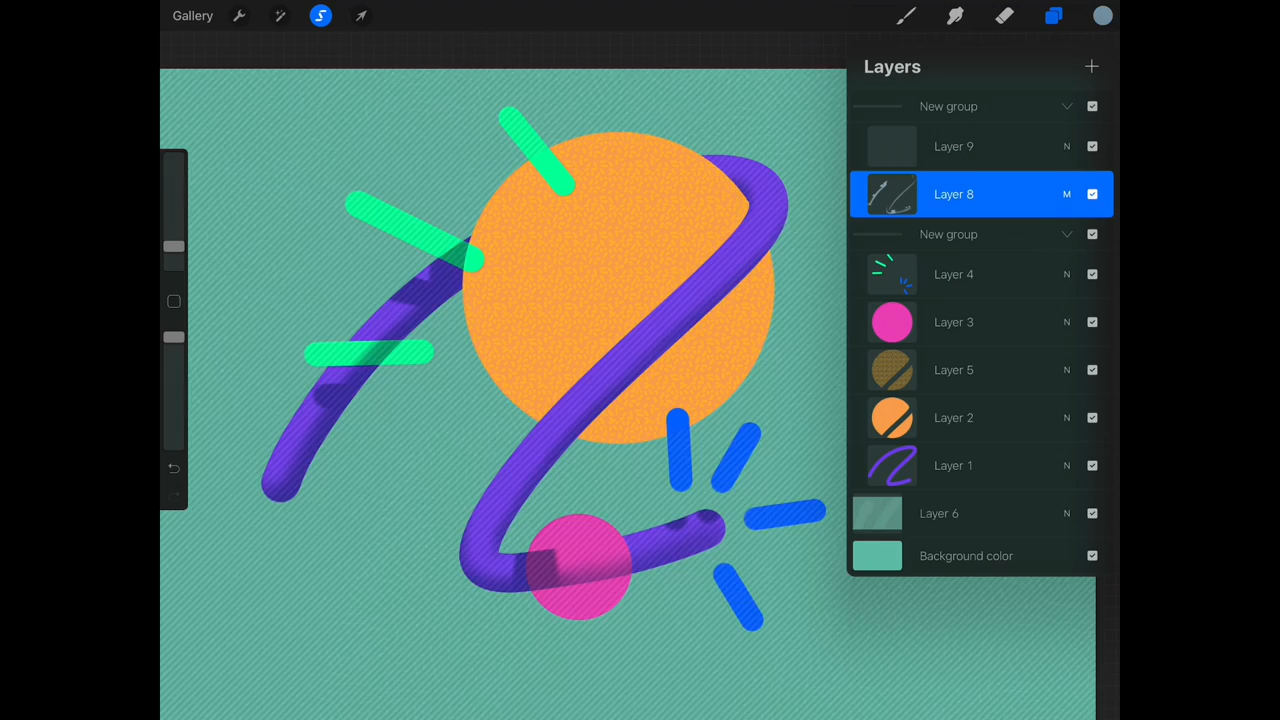 Gallery
Layers
New group
Layer 9 N
Layer 8 M
New group
Layer 4 N
Layer 3 N
Layer 5 N
Layer 2 N
Layer 1 N
Layer 6 N
Background color